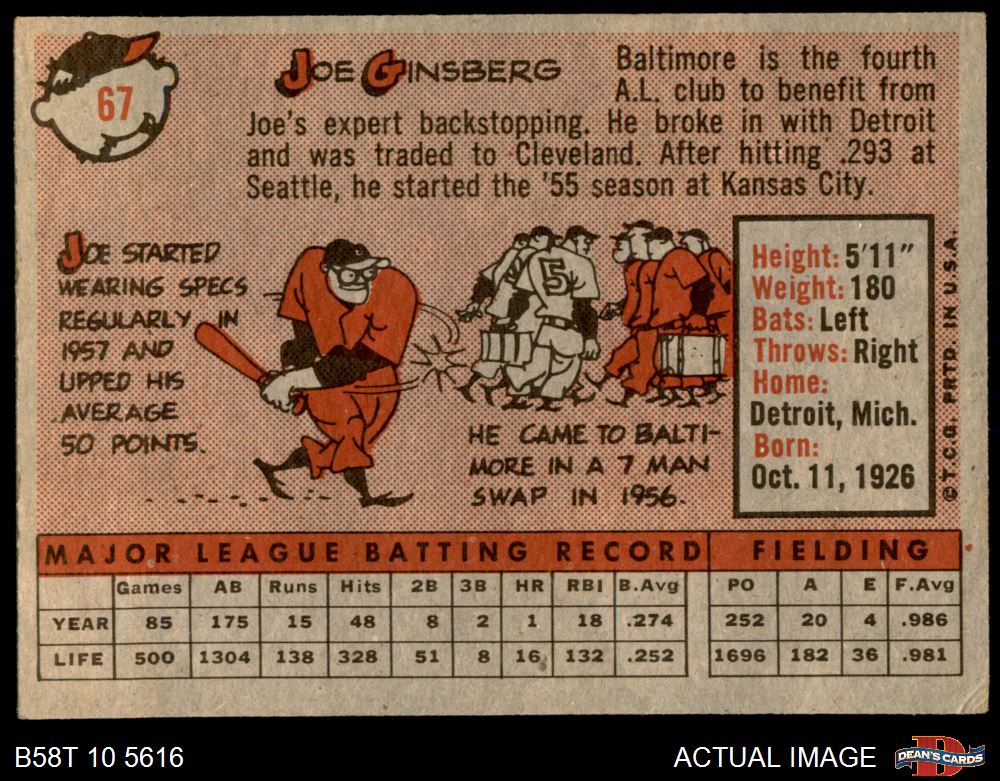 67
JOE GINSBERG
Baltimore is the fourth
A.L. club to benefit from
Joe's expert backstopping. He broke in with Detroit
and was traded to Cleveland. After hitting .293 at
Seattle, he started the '55 season at Kansas City.
JOE STARTED
WEARING SPECS
REGULARLY IN
1957 AND
UPPED HIS
AVERAGE
50 POINTS.
5
HE CAME TO BALTI-
MORE IN A 7 MAN
SWAP IN 1956.
Height: 5'11"
Weight: 180
Bats: Left
Throws: Right
Home:
Detroit, Mich.
Born:
Oct. 11, 1926
©T.C.G. PRTD. IN U.S.A.
MAJOR LEAGUE BATTING RECORD FIELDING
Games AB Runs Hits 2B 3B HR RBI B.Avg PO A E F.Avg
YEAR 85 175 15 48 8 2 1 18 .274 252 20 4 .986
LIFE 500 1304 138 328 51 8 16 132 .252 1696 182 36 .981
B58T 10 5616 ACTUAL IMAGE
D
DEAN'S CARDS